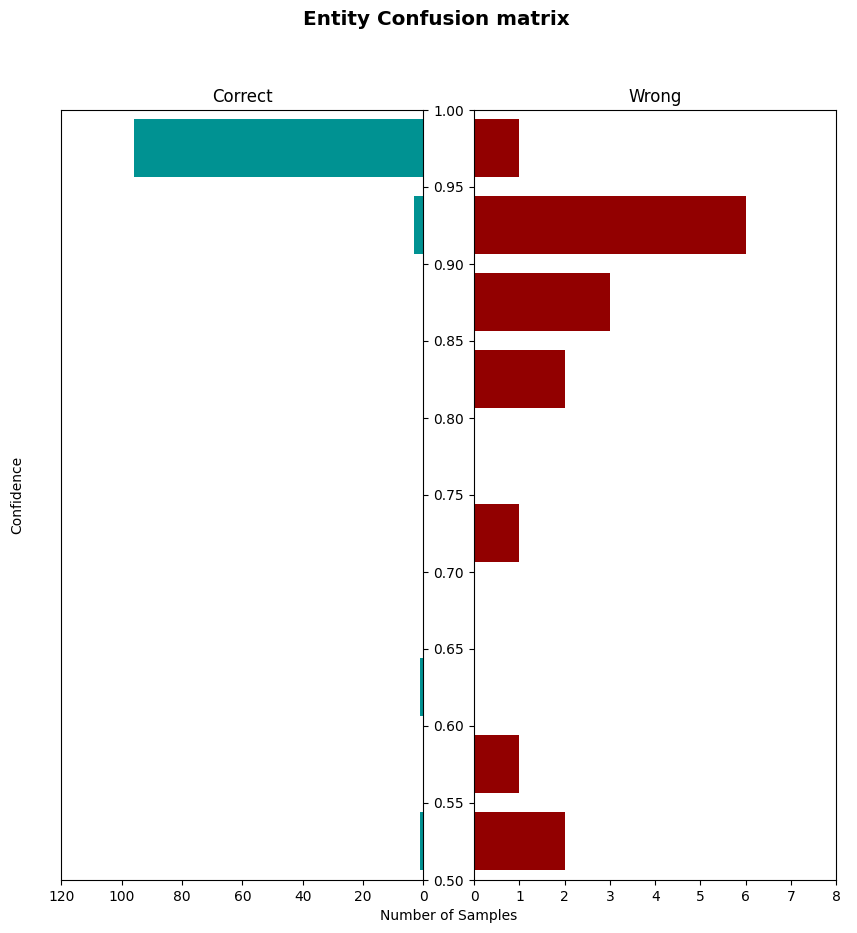 Entity Confusion matrix
Correct
Wrong
1.00
0.95
0.90
0.85
0.80
0.75
0.70
0.65
0.60
0.55
0.50
Confidence
120 100 80 60 40 20 0
0 1 2 3 4 5 6 7 8
Number of Samples